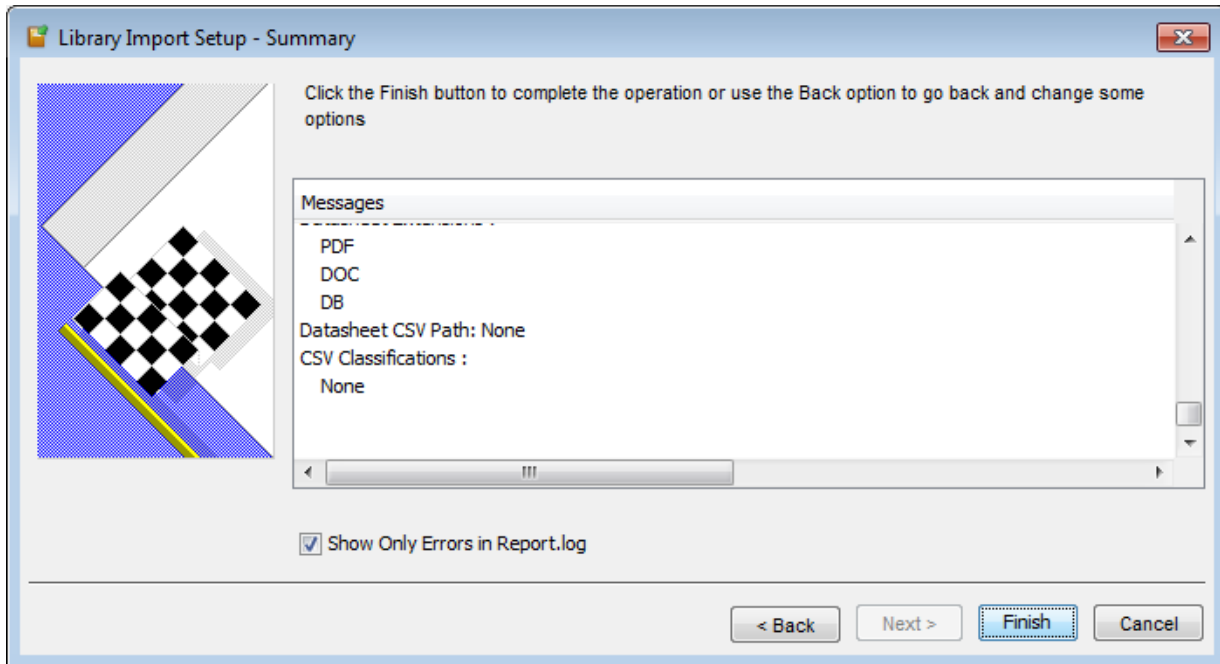 Library Import Setup - Summary
Click the Finish button to complete the operation or use the Back option to go back and change some
options
Messages
PDF
DOC
DB
Datasheet CSV Path: None
CSV Classifications :
None
Show Only Errors in Report.log
< Back
Next >
Finish
Cancel